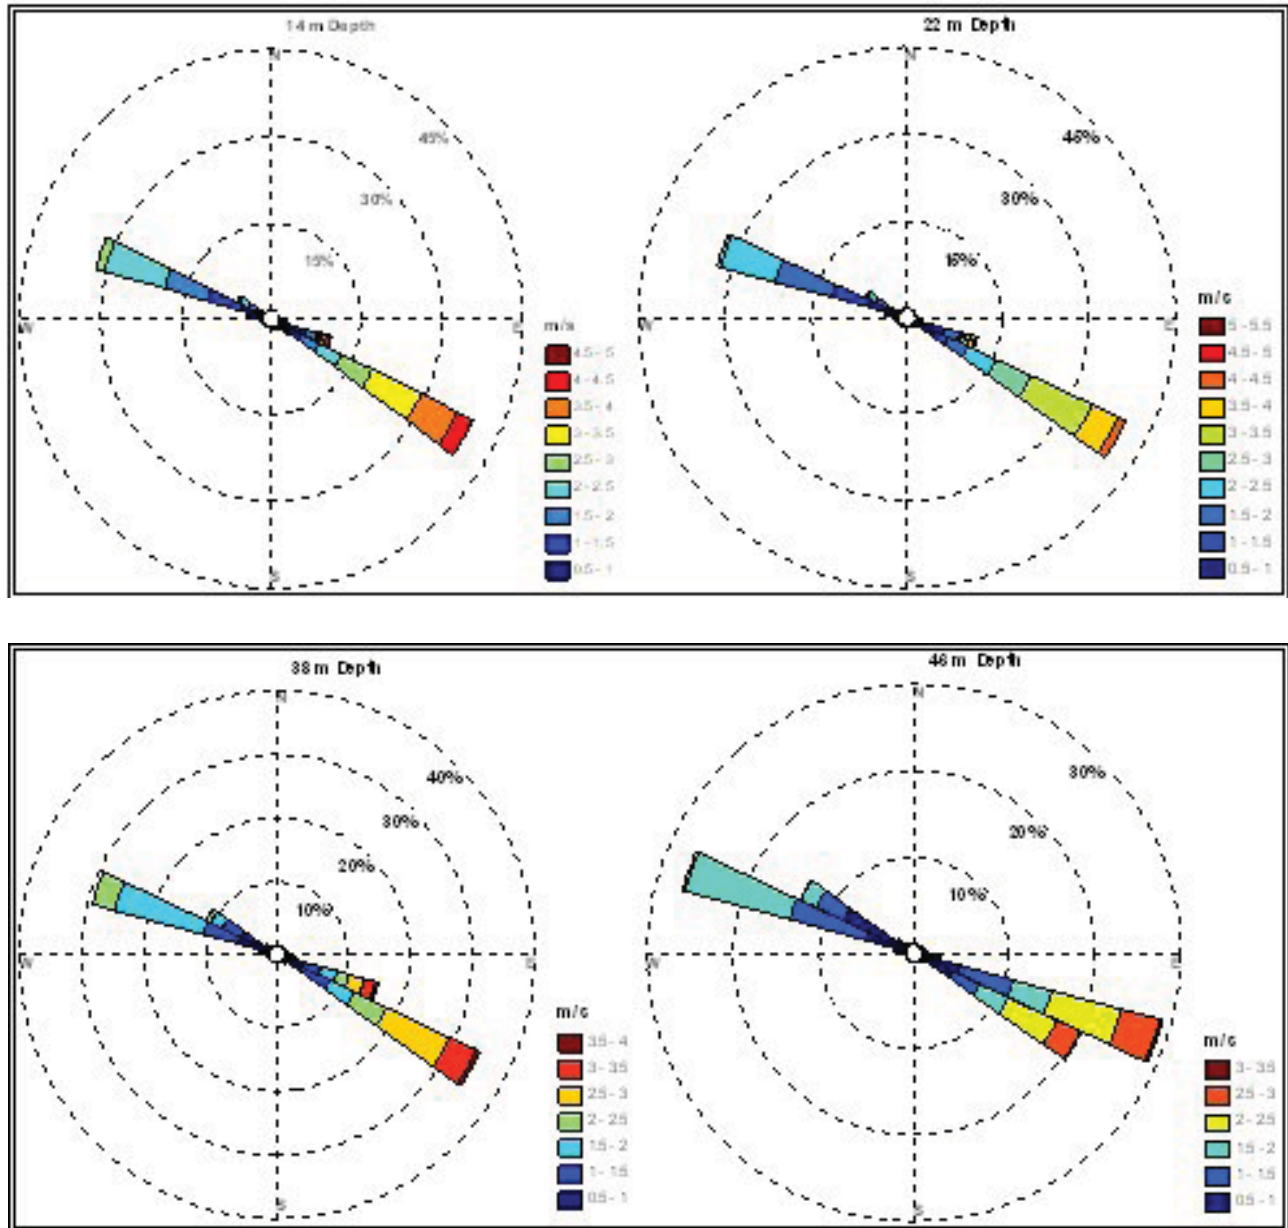 14 m Depth
N
45%
30%
15%
W
E
S
m/s
4.5 - 5
4 - 4.5
3.5 - 4
3 - 3.5
2.5 - 3
2 - 2.5
1.5 - 2
1 - 1.5
0.5 - 1
22 m Depth
N
45%
30%
15%
W
E
S
m/s
5 - 5.5
4.5 - 5
4 - 4.5
3.5 - 4
3 - 3.5
2.5 - 3
2 - 2.5
1.5 - 2
1 - 1.5
0.5 - 1
38 m Depth
N
40%
30%
20%
10%
W
E
S
m/s
3.5 - 4
3 - 3.5
2.5 - 3
2 - 2.5
1.5 - 2
1 - 1.5
0.5 - 1
46 m Depth
N
30%
20%
10%
W
E
S
m/s
3 - 3.5
2.5 - 3
2 - 2.5
1.5 - 2
1 - 1.5
0.5 - 1